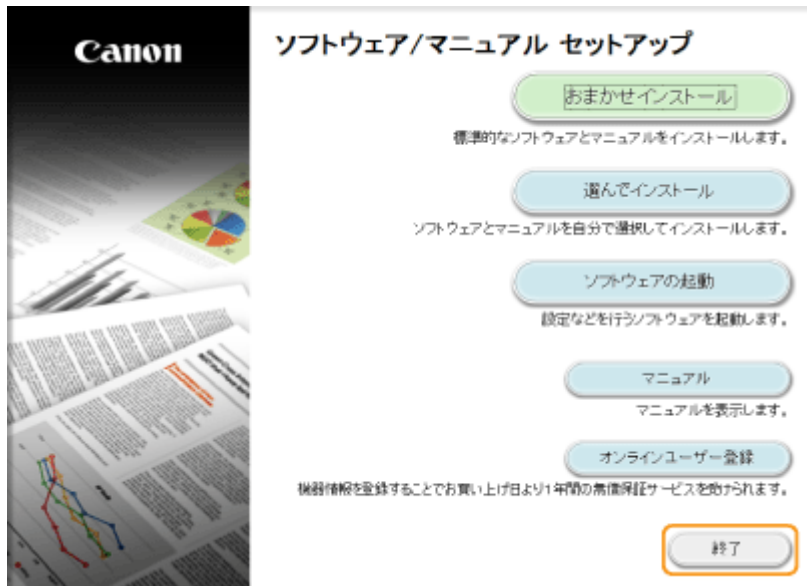 Canon
ソフトウェア/マニュアル セットアップ
おまかせインストール
標準的なソフトウェアとマニュアルをインストールします。
選んでインストール
ソフトウェアとマニュアルを自分で選択してインストールします。
ソフトウェアの起動
設定などを行うソフトウェアを起動します。
マニュアル
マニュアルを表示します。
オンラインユーザー登録
機器情報を登録することでお買い上げ日より1年間の無償保証サービスを受けられます。
終了